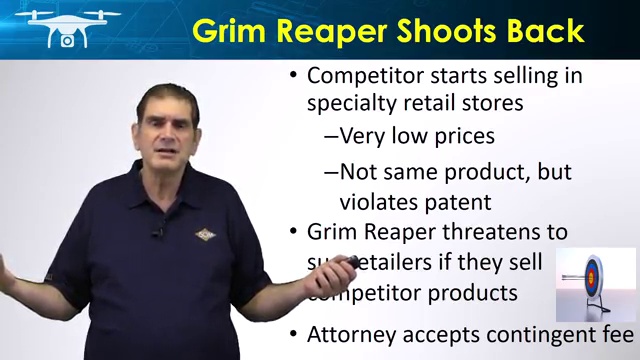 Grim Reaper Shoots Back
• Competitor starts selling in
specialty retail stores
–Very low prices
–Not same product, but
violates patent
• Grim Reaper threatens to
retailers if they sell
competitor products
• Attorney accepts contingent fee